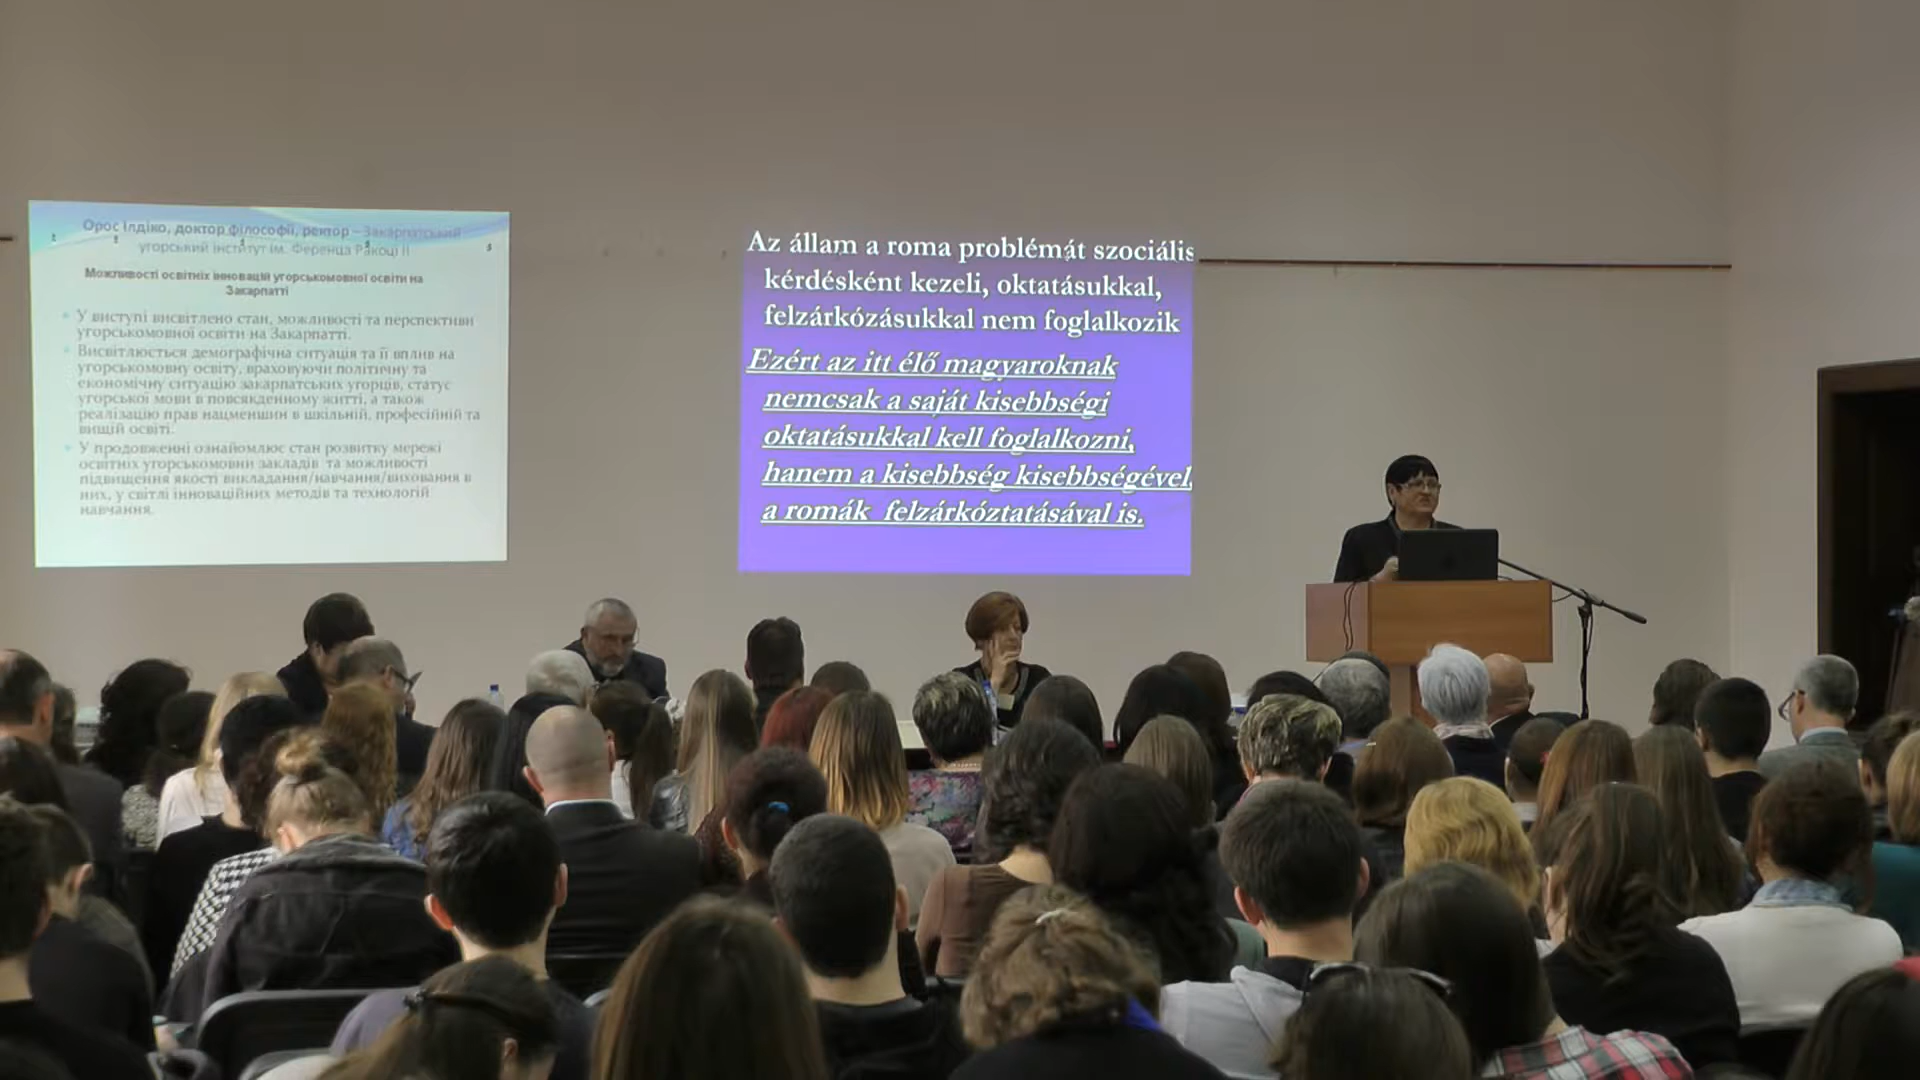 Орос Ілдіко, доктор філософії, ректор – Закарпатський
угорський інститут ім. Ференца Ракоці ІІ
Можливості освітніх інновацій угорськомовної освіти на
Закарпатті
У виступі висвітлено стан, можливості та перспективи
угорськомовної освіти на Закарпатті.
Висвітлюється демографічна ситуація та її вплив на
угорськомовну освіту, враховуючи політичну та
економічну ситуацію закарпатських угорців, статус
угорської мови в повсякденному житті, а також
реалізацію прав нацменшин в шкільній, професійній та
вищій освіті.
У продовженні ознайомлює стан розвитку мережі
освітніх угорськомовни закладів та можливості
підвищення якості викладання/навчання/виховання в
них, у світлі інноваційних методів та технологій
навчання.
Az állam a roma problémát szociális
kérdésként kezeli, oktatásukkal,
felzárkózásukkal nem foglalkozik
Ezért az itt élő magyaroknak
nemcsak a saját kisebbségi
oktatásukkal kell foglalkozni,
hanem a kisebbség kisebbségével,
a romák felzárkóztatásával is.